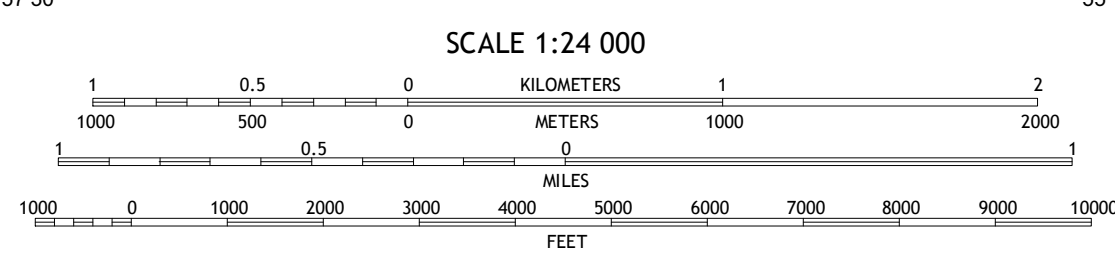 SCALE 1:24 000
1 0.5 0 KILOMETERS 1 2
1000 500 0 METERS 1000 2000
1 0.5 0 1
MILES
1000 0 1000 2000 3000 4000 5000 6000 7000 8000 9000 10000
FEET